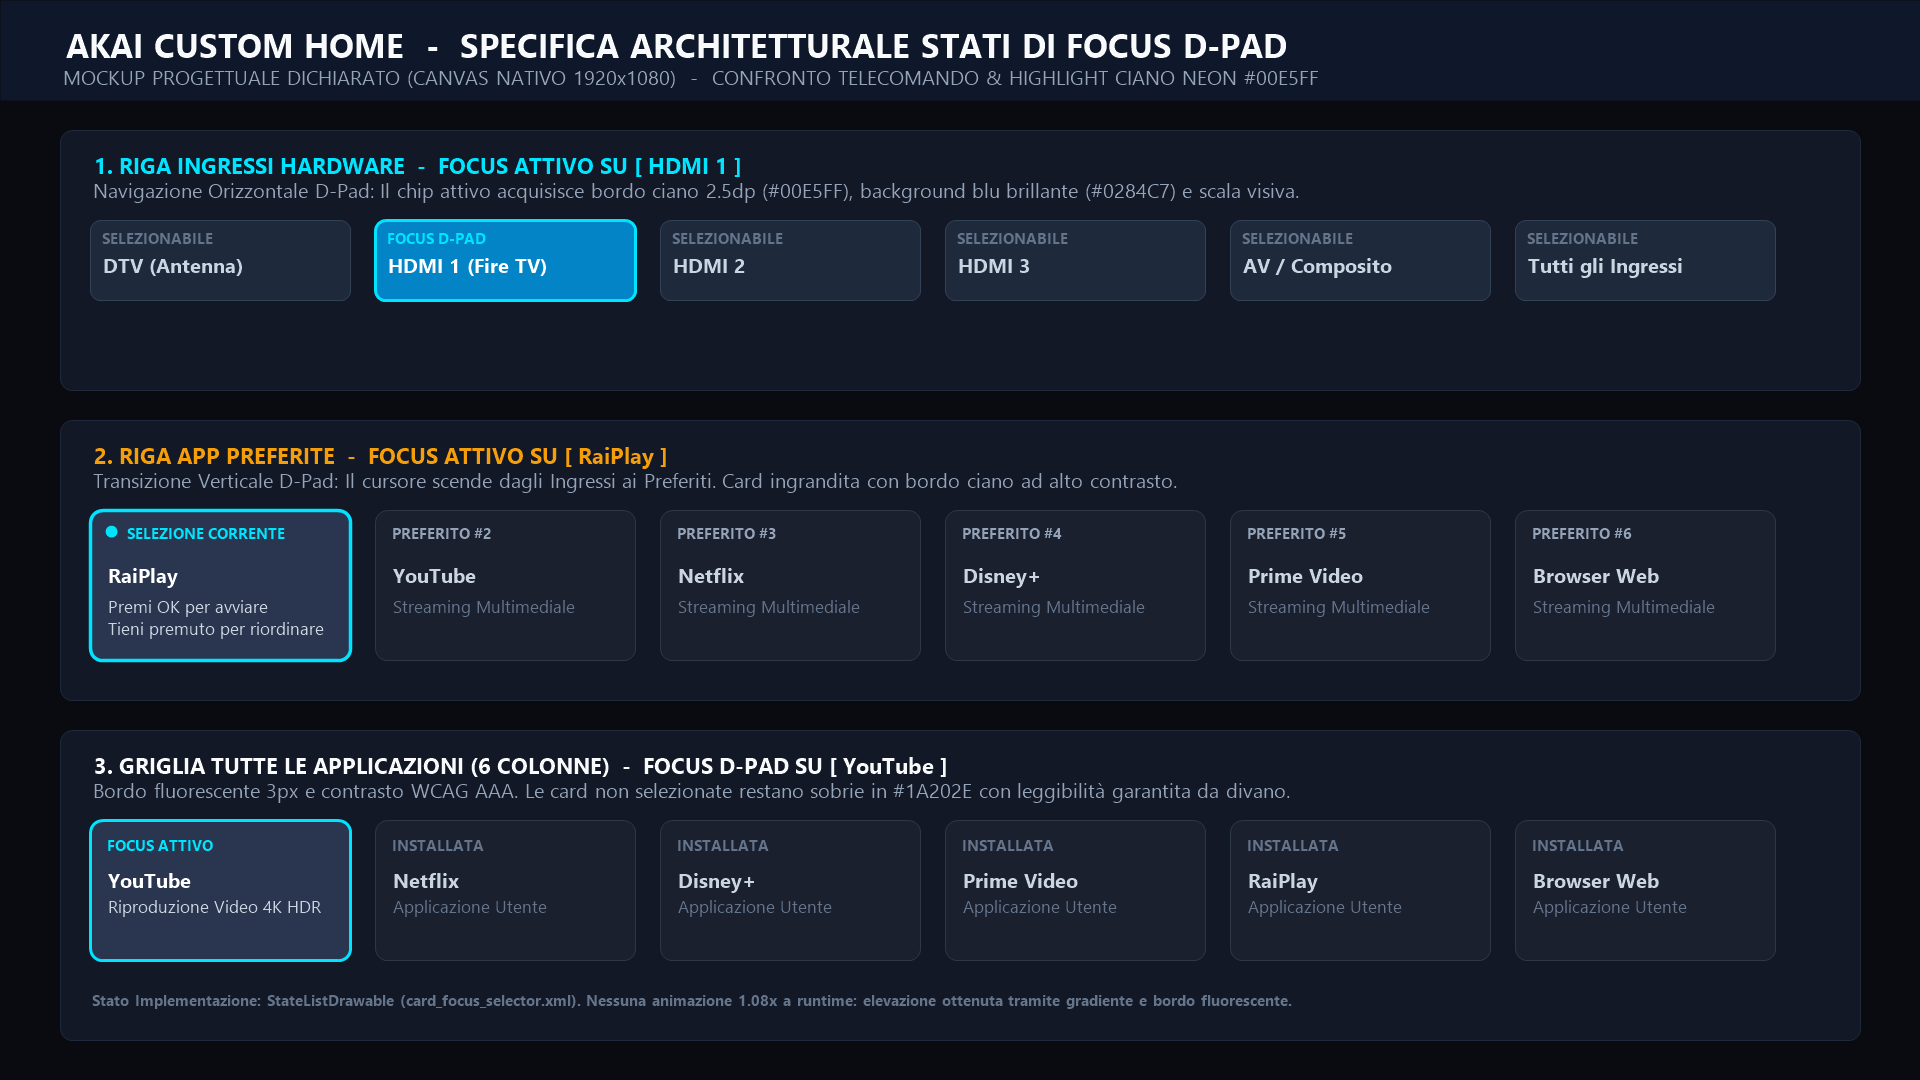 AKAI CUSTOM HOME - SPECIFICA ARCHITETTURALE STATI DI FOCUS D-PAD
MOCKUP PROGETTUALE DICHIARATO (CANVAS NATIVO 1920x1080) - CONFRONTO TELECOMANDO & HIGHLIGHT CIANO NEON #00E5FF
1. RIGA INGRESSI HARDWARE - FOCUS ATTIVO SU [ HDMI 1 ]
Navigazione Orizzontale D-Pad: Il chip attivo acquisisce bordo ciano 2.5dp (#00E5FF), background blu brillante (#0284C7) e scala visiva.
SELEZIONABILE
DTV (Antenna)
FOCUS D-PAD
HDMI 1 (Fire TV)
SELEZIONABILE
HDMI 2
SELEZIONABILE
HDMI 3
SELEZIONABILE
AV / Composito
SELEZIONABILE
Tutti gli Ingressi
2. RIGA APP PREFERITE - FOCUS ATTIVO SU [ RaiPlay ]
Transizione Verticale D-Pad: Il cursore scende dagli Ingressi ai Preferiti. Card ingrandita con bordo ciano ad alto contrasto.
SELEZIONE CORRENTE
RaiPlay
Premi OK per avviare
Tieni premuto per riordinare
PREFERITO #2
YouTube
Streaming Multimediale
PREFERITO #3
Netflix
Streaming Multimediale
PREFERITO #4
Disney+
Streaming Multimediale
PREFERITO #5
Prime Video
Streaming Multimediale
PREFERITO #6
Browser Web
Streaming Multimediale
3. GRIGLIA TUTTE LE APPLICAZIONI (6 COLONNE) - FOCUS D-PAD SU [ YouTube ]
Bordo fluorescente 3px e contrasto WCAG AAA. Le card non selezionate restano sobrie in #1A202E con leggibilità garantita da divano.
FOCUS ATTIVO
YouTube
Riproduzione Video 4K HDR
INSTALLATA
Netflix
Applicazione Utente
INSTALLATA
Disney+
Applicazione Utente
INSTALLATA
Prime Video
Applicazione Utente
INSTALLATA
RaiPlay
Applicazione Utente
INSTALLATA
Browser Web
Applicazione Utente
Stato Implementazione: StateListDrawable (card_focus_selector.xml). Nessuna animazione 1.08x a runtime: elevazione ottenuta tramite gradiente e bordo fluorescente.